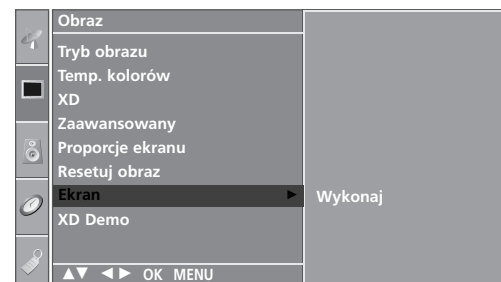 Obraz
Tryb obrazu
Temp. kolorów
XD
Zaawansowany
Proporcje ekranu
Resetuj obraz
Ekran ► Wykonaj
XD Demo
▲▼ ◄► OK MENU